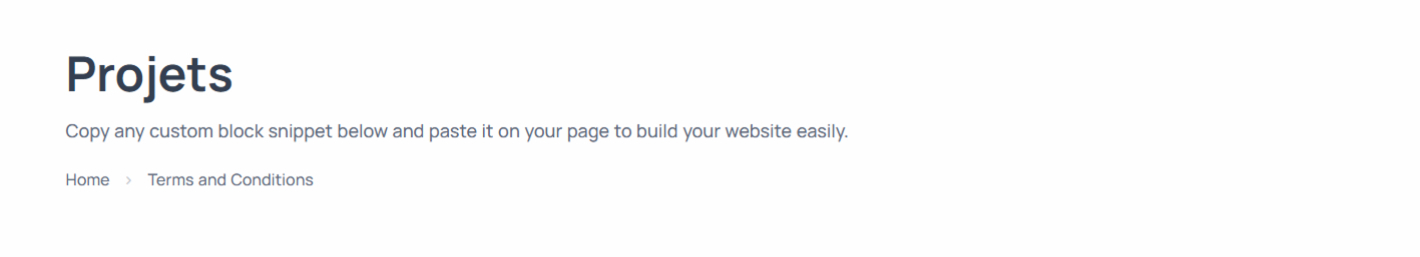 Projets
Copy any custom block snippet below and paste it on your page to build your website easily.
Home > Terms and Conditions